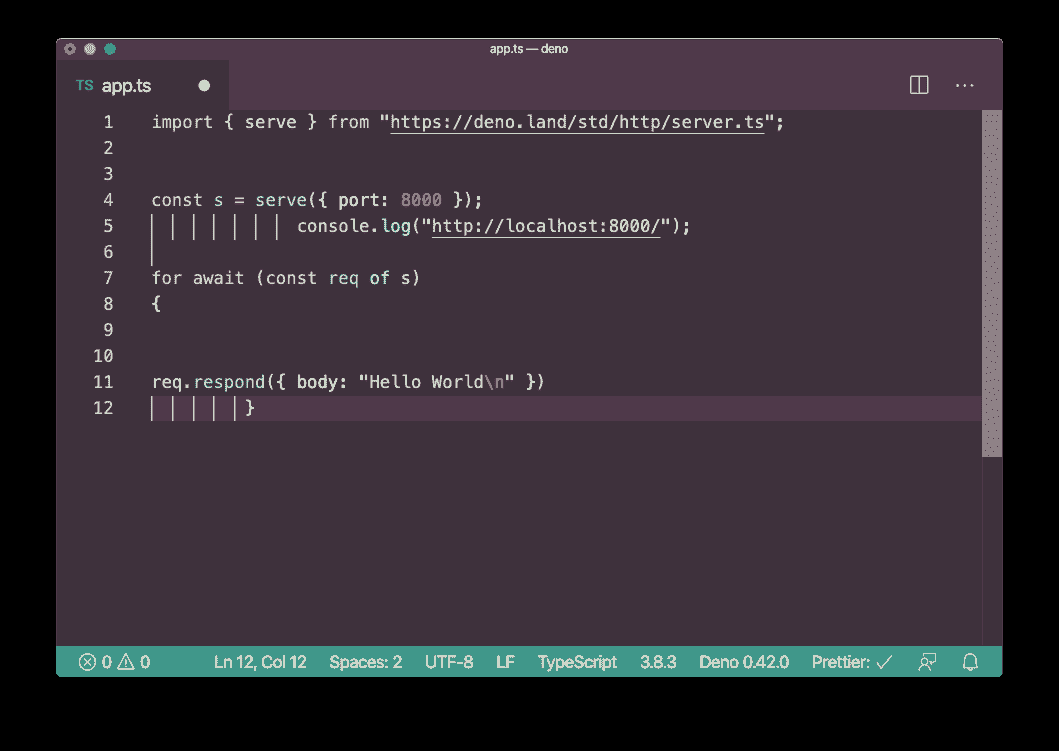 app.ts — deno
TS app.ts
1 import { serve } from "https://deno.land/std/http/server.ts";
2
3
4 const s = serve({ port: 8000 });
5 console.log("http://localhost:8000/");
6
7 for await (const req of s)
8 {
9
10
11 req.respond({ body: "Hello World\n" })
12 }
0 0 Ln 12, Col 12 Spaces: 2 UTF-8 LF TypeScript 3.8.3 Deno 0.42.0 Prettier: ✓